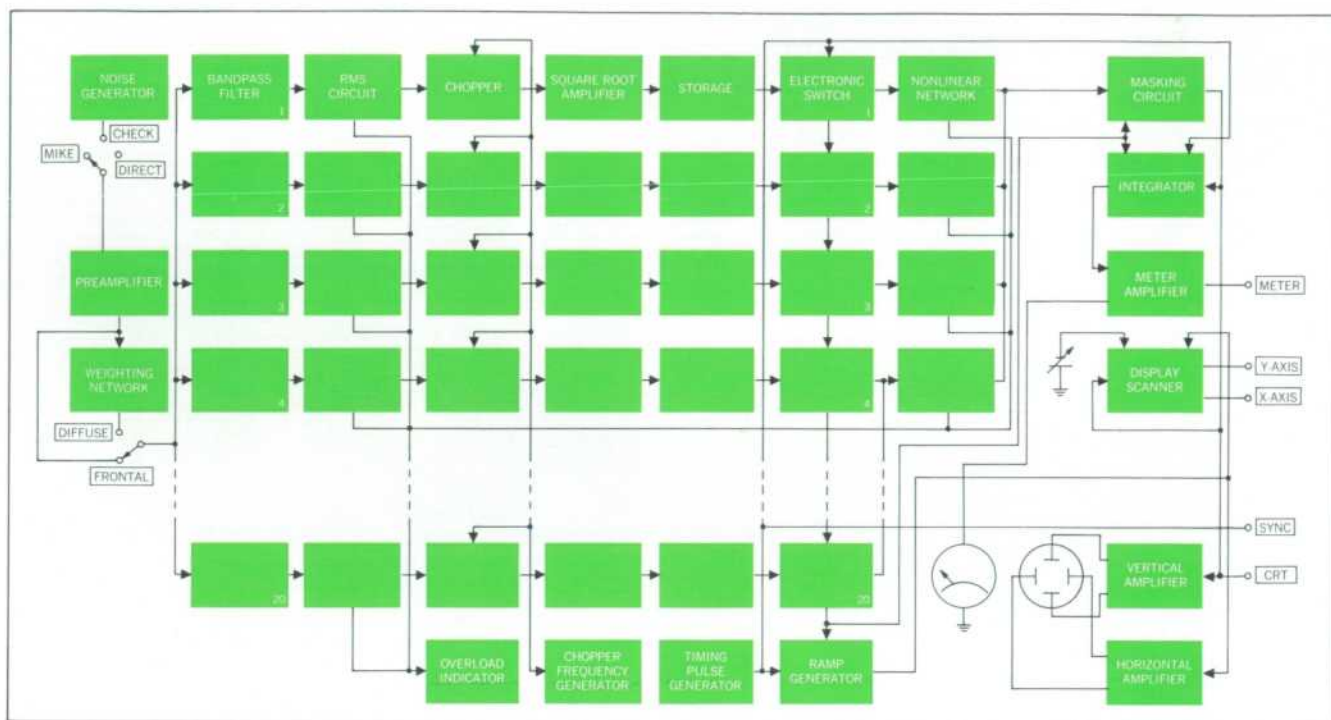 NOISE
GENERATOR
BANDPASS
FILTER
1
RMS
CIRCUIT
CHOPPER
SQUARE ROOT
AMPLIFIER
STORAGE
ELECTRONIC
SWITCH
1
NONLINEAR
NETWORK
MASKING
CIRCUIT
CHECK
MIKE
DIRECT
2
2
INTEGRATOR
PREAMPLIFIER
3
3
METER
AMPLIFIER
METER
WEIGHTING
NETWORK
4
4
DISPLAY
SCANNER
Y-AXIS
X-AXIS
DIFFUSE
FRONTAL
SYNC
20
20
VERTICAL
AMPLIFIER
CRT
OVERLOAD
INDICATOR
CHOPPER
FREQUENCY
GENERATOR
TIMING
PULSE
GENERATOR
RAMP
GENERATOR
HORIZONTAL
AMPLIFIER